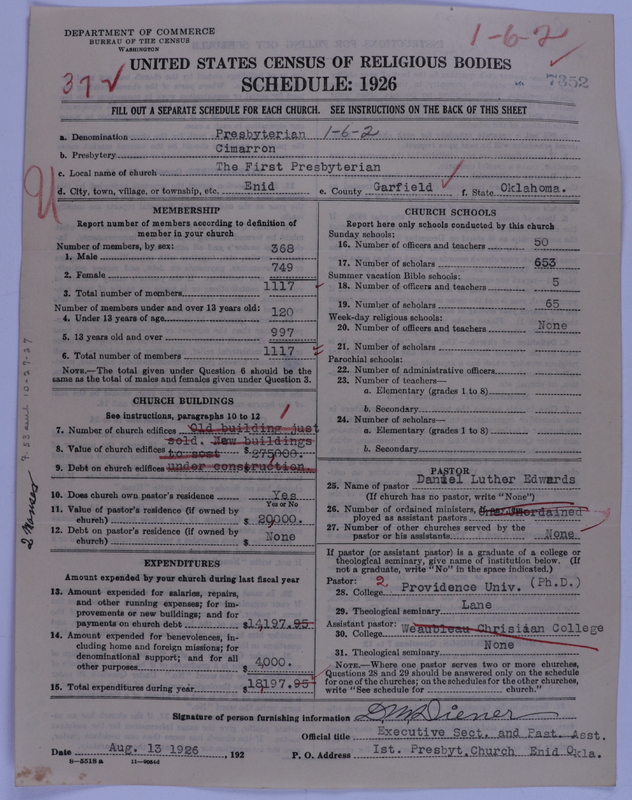 DEPARTMENT OF COMMERCE
BUREAU OF THE CENSUS
WASHINGTON
1-6-2
UNITED STATES CENSUS OF RELIGIOUS BODIES
SCHEDULE: 1926
37
7352
FILL OUT A SEPARATE SCHEDULE FOR EACH CHURCH. SEE INSTRUCTIONS ON THE BACK OF THIS SHEET
a. Denomination Presbyterian 1-6-2
b. Presbytery Cimarron
c. Local name of church The First Presbyterian
d. City, town, village, or township, etc. Enid e. County Garfield f. State Oklahoma.
MEMBERSHIP
Report number of members according to definition of
member in your church
Number of members, by sex:
1. Male 368
2. Female 749
3. Total number of members 1117
Number of members under and over 13 years old:
4. Under 13 years of age 120
5. 13 years old and over 997
6. Total number of members 1117
NOTE.—The total given under Question 6 should be
the same as the total of males and females given under Question 3.
CHURCH BUILDINGS
See instructions, paragraphs 10 to 12 1
7. Number of church edifices Old building just
8. Value of church edifices sold. New buildings
to sost $275000.
9. Debt on church edifices under construction.
10. Does church own pastor's residence Yes
Yes or No
11. Value of pastor's residence (if owned by
church) $ 20000.
12. Debt on pastor's residence (if owned by
church) $ None
EXPENDITURES
Amount expended by your church during last fiscal year
13. Amount expended for salaries, repairs,
and other running expenses; for im-
provements or new buildings; and for
payments on church debt $14197.95
14. Amount expended for benevolences, in-
cluding home and foreign missions; for
denominational support; and for all
other purposes 4000.
15. Total expenditures during year $18197.95
CHURCH SCHOOLS
Report here only schools conducted by this church
Sunday schools:
16. Number of officers and teachers 50
17. Number of scholars 653
Summer vacation Bible schools:
18. Number of officers and teachers 5
19. Number of scholars 65
Week-day religious schools:
20. Number of officers and teachers None
21. Number of scholars
Parochial schools:
22. Number of administrative officers
23. Number of teachers—
a. Elementary (grades 1 to 8)
b. Secondary
24. Number of scholars—
a. Elementary (grades 1 to 8)
b. Secondary
PASTOR
25. Name of pastor Daniel Luther Edwards
(If church has no pastor, write "None")
26. Number of ordained ministers, em-
ployed as assistant pastors
27. Number of other churches served by the
pastor or his assistants None
If pastor (or assistant pastor) is a graduate of a college or
theological seminary, give name of institution below. (If
not a graduate, write "No" in the space indicated.)
Pastor: 2
28. College Providence Univ. (Ph.D.)
29. Theological seminary Lane
Assistant pastor:
30. College Weaubleau Chrisiian College
31. Theological seminary None
NOTE.—Where one pastor serves two or more churches,
Questions 28 and 29 should be answered only on the schedule
for one of the churches; on the schedules for the other churches,
write "See schedule for church."
Signature of person furnishing information
Official title Executive Sect. and Past. Asst.
Date Aug. 13 1926, 192 P. O. Address Ist. Presbyt.Church Enid Okla.
8-5518 a